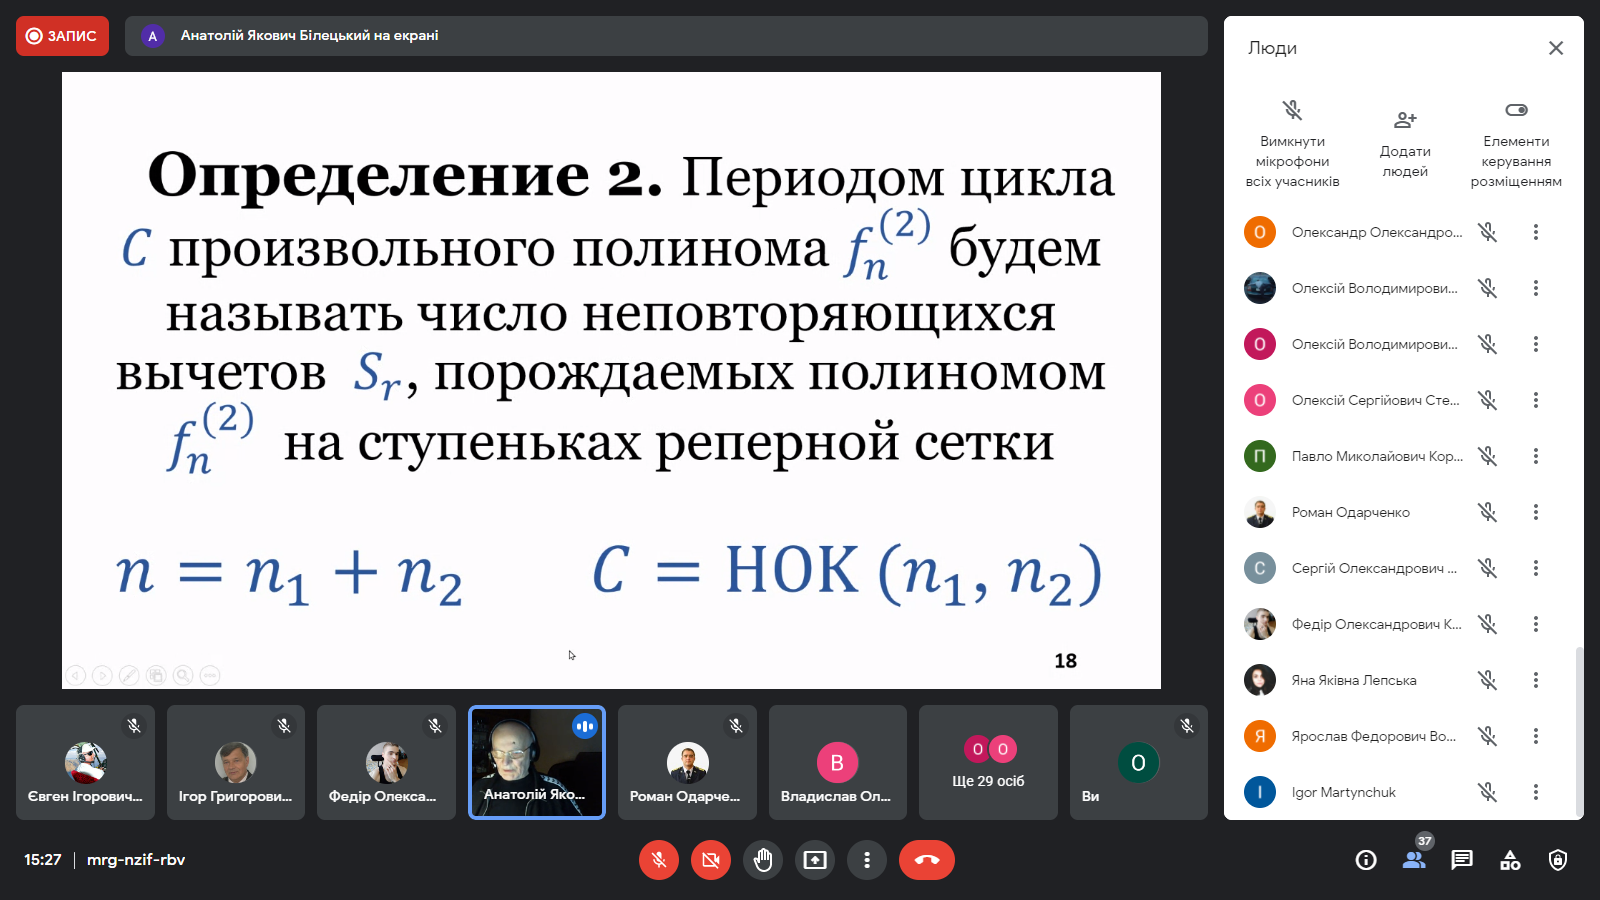 ЗАПИС
А
Анатолій Якович Білецький на екрані
Определение 2. Периодом цикла
C произвольного полинома f_n^(2) будем
называть число неповторяющихся
вычетов S_r, порождаемых полиномом
f_n^(2) на ступеньках реперной сетки
n = n₁ + n₂ C = НОК (n₁, n₂)
18
Люди
Вимкнути
мікрофони
всіх учасників
Додати
людей
Елементи
керування
розміщенням
О
Олександр Олександро...
Олексій Володимирови...
О
Олексій Володимирови...
О
Олексій Сергійович Сте...
П
Павло Миколайович Кор...
Роман Одарченко
С
Сергій Олександрович ...
Федір Олександрович К...
Яна Яківна Лепська
Я
Ярослав Федорович Во...
I
Igor Martynchuk
Євген Ігорович...
Ігор Григорови...
Федір Олекса...
Анатолій Яко...
Роман Одарче...
В
Владислав Ол...
О О
Ще 29 осіб
О
Ви
15:27 | mrg-nzif-rbv
37